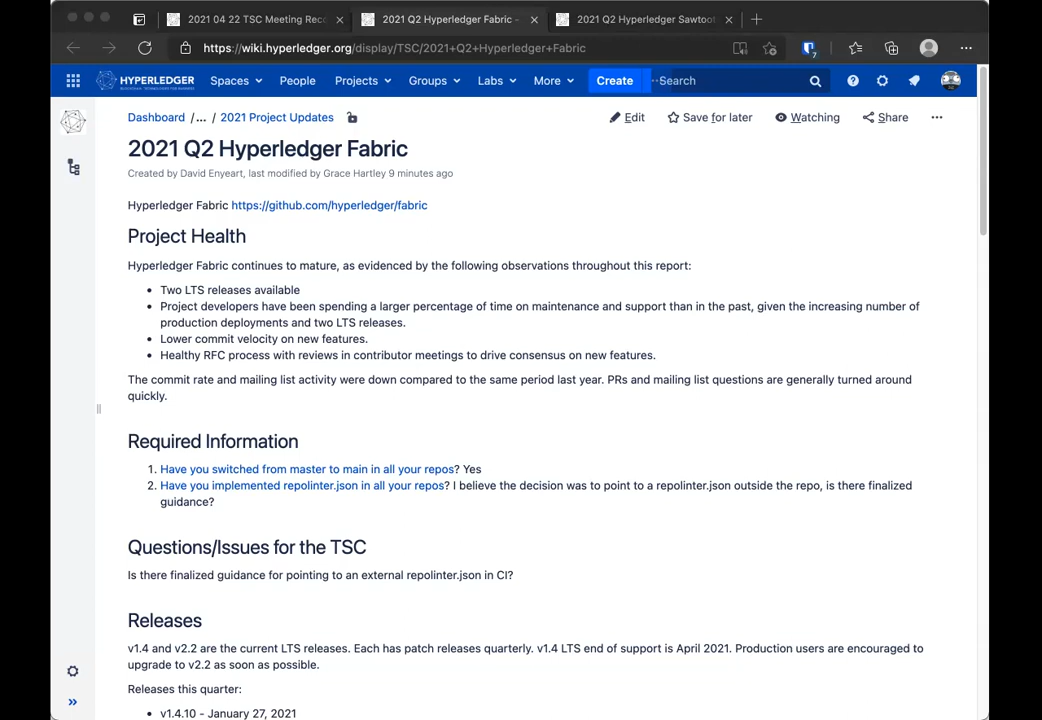 2021 04 22 TSC Meeting Reco
2021 Q2 Hyperledger Fabric -
2021 Q2 Hyperledger Sawtoot
https://wiki.hyperledger.org/display/TSC/2021+Q2+Hyperledger+Fabric
7
HYPERLEDGER
BLOCKCHAIN TECHNOLOGIES FOR BUSINESS
Spaces
People
Projects
Groups
Labs
More
Create
Search
Dashboard /... / 2021 Project Updates
Edit
Save for later
Watching
Share
2021 Q2 Hyperledger Fabric
Created by David Enyeart, last modified by Grace Hartley 9 minutes ago
Hyperledger Fabric https://github.com/hyperledger/fabric
Project Health
Hyperledger Fabric continues to mature, as evidenced by the following observations throughout this report:
• Two LTS releases available
• Project developers have been spending a larger percentage of time on maintenance and support than in the past, given the increasing number of
production deployments and two LTS releases.
• Lower commit velocity on new features.
• Healthy RFC process with reviews in contributor meetings to drive consensus on new features.
The commit rate and mailing list activity were down compared to the same period last year. PRs and mailing list questions are generally turned around
quickly.
Required Information
1. Have you switched from master to main in all your repos? Yes
2. Have you implemented repolinter.json in all your repos? I believe the decision was to point to a repolinter.json outside the repo, is there finalized
guidance?
Questions/Issues for the TSC
Is there finalized guidance for pointing to an external repolinter.json in CI?
Releases
v1.4 and v2.2 are the current LTS releases. Each has patch releases quarterly. v1.4 LTS end of support is April 2021. Production users are encouraged to
upgrade to v2.2 as soon as possible.
Releases this quarter:
• v1.4.10 - January 27, 2021